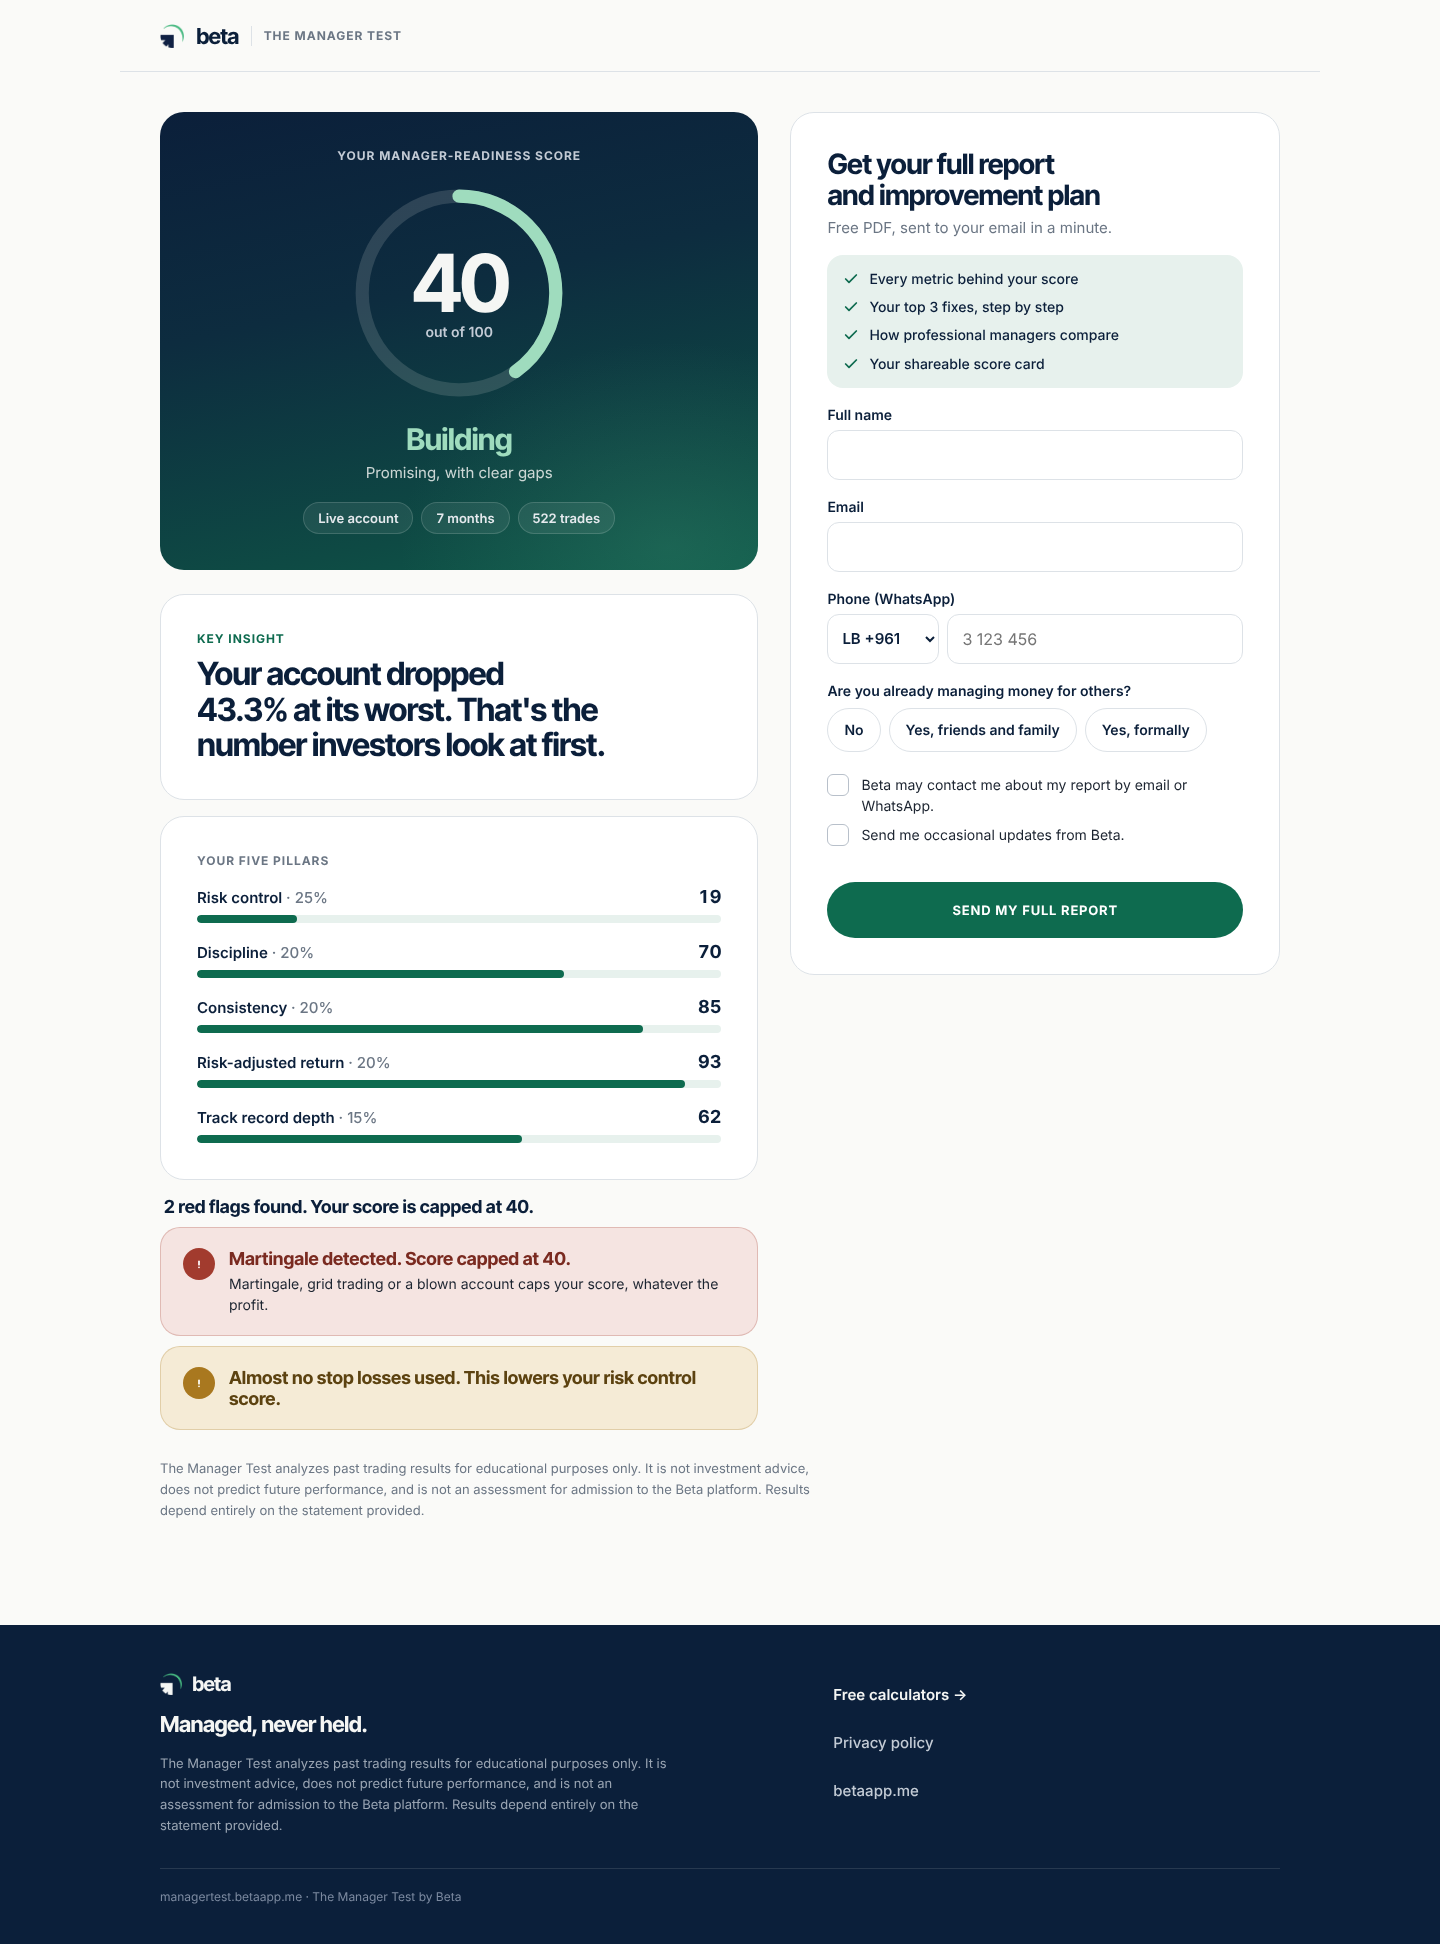 beta
THE MANAGER TEST
YOUR MANAGER-READINESS SCORE
40
out of 100
Building
Promising, with clear gaps
Live account
7 months
522 trades
KEY INSIGHT
Your account dropped
43.3% at its worst. That's the
number investors look at first.
YOUR FIVE PILLARS
Risk control · 25% 19
Discipline · 20% 70
Consistency · 20% 85
Risk-adjusted return · 20% 93
Track record depth · 15% 62
2 red flags found. Your score is capped at 40.
!
Martingale detected. Score capped at 40.
Martingale, grid trading or a blown account caps your score, whatever the
profit.
!
Almost no stop losses used. This lowers your risk control
score.
Get your full report
and improvement plan
Free PDF, sent to your email in a minute.
Every metric behind your score
Your top 3 fixes, step by step
How professional managers compare
Your shareable score card
Full name
Email
Phone (WhatsApp)
LB +961
3 123 456
Are you already managing money for others?
No
Yes, friends and family
Yes, formally
Beta may contact me about my report by email or
WhatsApp.
Send me occasional updates from Beta.
SEND MY FULL REPORT
The Manager Test analyzes past trading results for educational purposes only. It is not investment advice,
does not predict future performance, and is not an assessment for admission to the Beta platform. Results
depend entirely on the statement provided.
beta
Managed, never held.
The Manager Test analyzes past trading results for educational purposes only. It is
not investment advice, does not predict future performance, and is not an
assessment for admission to the Beta platform. Results depend entirely on the
statement provided.
Free calculators →
Privacy policy
betaapp.me
managertest.betaapp.me · The Manager Test by Beta